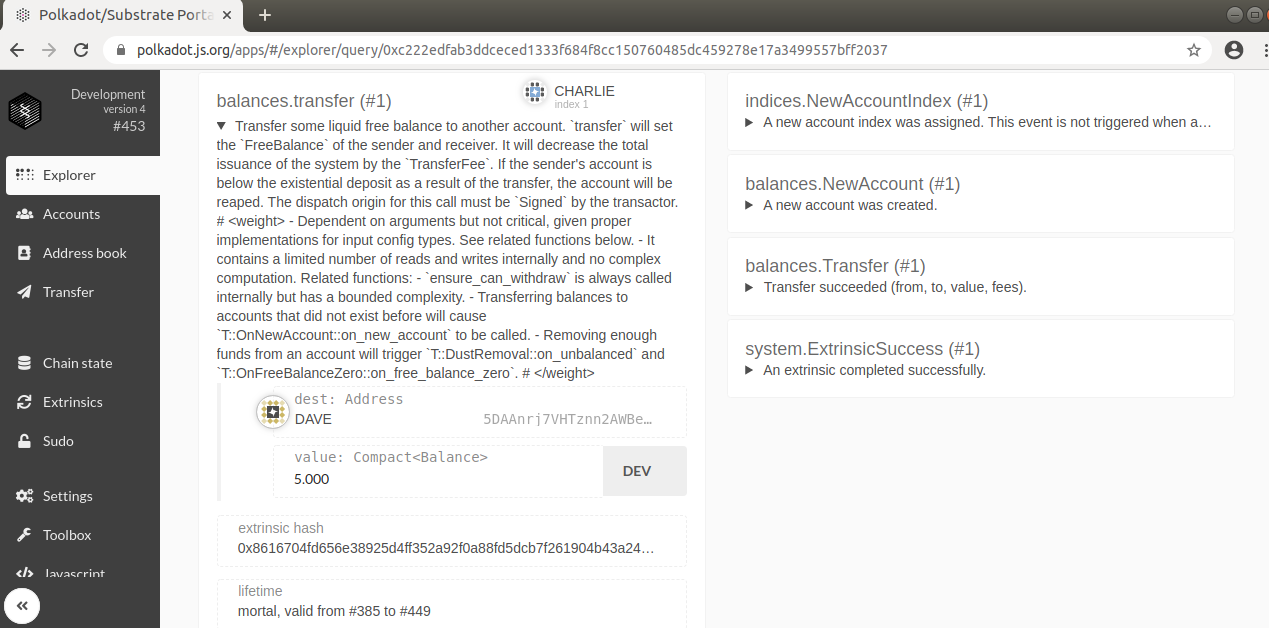 Polkadot/Substrate Porta
polkadot.js.org/apps/#/explorer/query/0xc222edfab3ddceced1333f684f8cc150760485dc459278e17a3499557bff2037
Development
version 4
#453
Explorer
Accounts
Address book
Transfer
Chain state
Extrinsics
Sudo
Settings
Toolbox
Javascript
balances.transfer (#1)
CHARLIE
index 1
Transfer some liquid free balance to another account. `transfer` will set
the `FreeBalance` of the sender and receiver. It will decrease the total
issuance of the system by the `TransferFee`. If the sender's account is
below the existential deposit as a result of the transfer, the account will be
reaped. The dispatch origin for this call must be `Signed` by the transactor.
# <weight> - Dependent on arguments but not critical, given proper
implementations for input config types. See related functions below. - It
contains a limited number of reads and writes internally and no complex
computation. Related functions: - `ensure_can_withdraw` is always called
internally but has a bounded complexity. - Transferring balances to
accounts that did not exist before will cause
`T::OnNewAccount::on_new_account` to be called. - Removing enough
funds from an account will trigger `T::DustRemoval::on_unbalanced` and
`T::OnFreeBalanceZero::on_free_balance_zero`. # </weight>
dest: Address
DAVE 5DAAnrj7VHTznn2AWBe…
value: Compact<Balance>
5.000
DEV
extrinsic hash
0x8616704fd656e38925d4ff352a92f0a88fd5dcb7f261904b43a24…
lifetime
mortal, valid from #385 to #449
indices.NewAccountIndex (#1)
A new account index was assigned. This event is not triggered when a…
balances.NewAccount (#1)
A new account was created.
balances.Transfer (#1)
Transfer succeeded (from, to, value, fees).
system.ExtrinsicSuccess (#1)
An extrinsic completed successfully.